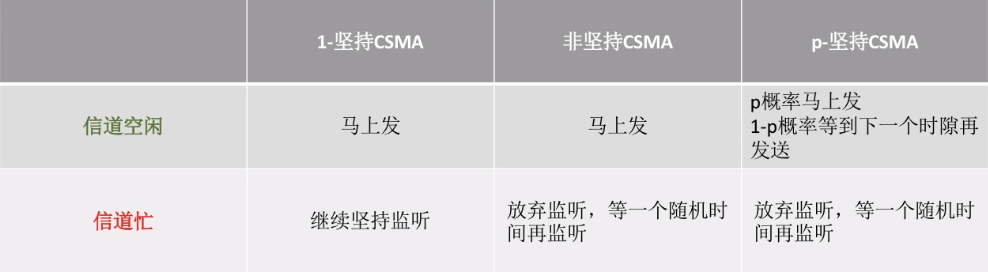 1-坚持CSMA
非坚持CSMA
p-坚持CSMA
信道空闲
马上发
马上发
p概率马上发
1-p概率等到下一个时隙再
发送
信道忙
继续坚持监听
放弃监听，等一个随机时
间再监听
放弃监听，等一个随机时
间再监听